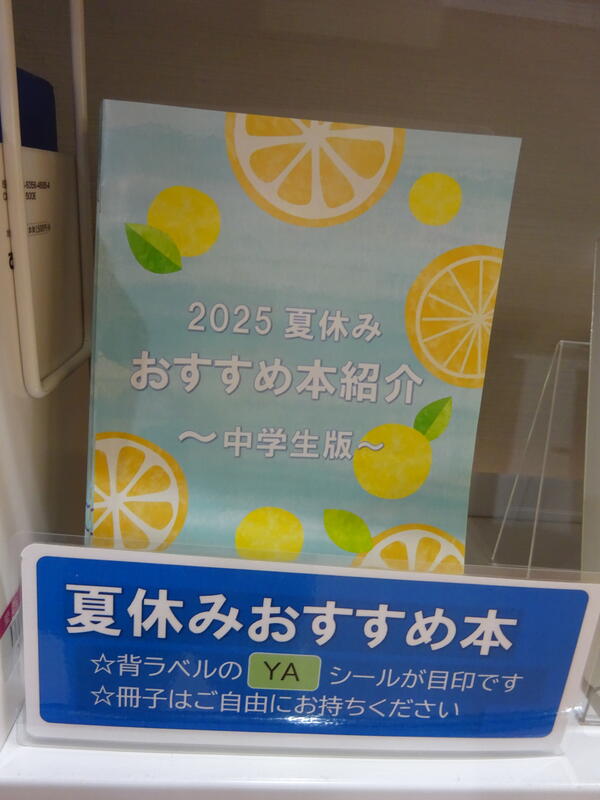 2025 夏休み
おすすめ本紹介
～中学生版～
夏休みおすすめ本
☆背ラベルの YA シールが目印です
☆冊子はご自由にお持ちください